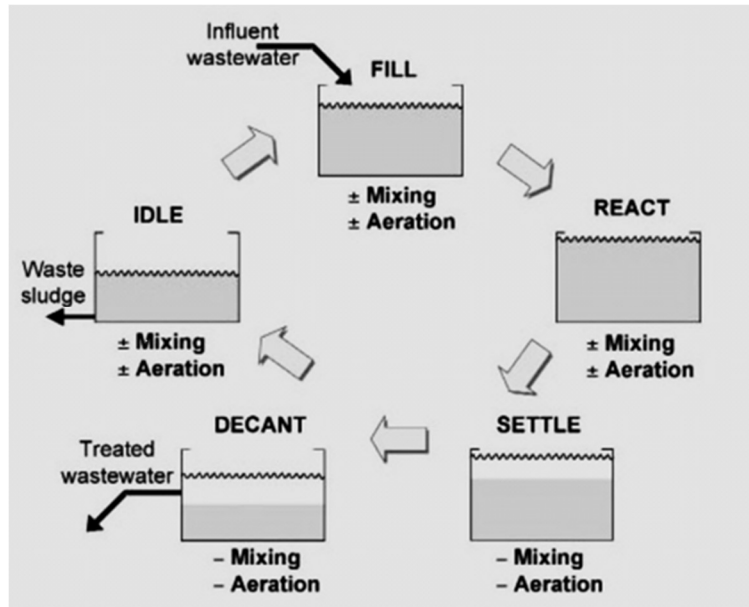 Influent
wastewater
FILL
± Mixing
± Aeration
REACT
± Mixing
± Aeration
SETTLE
– Mixing
– Aeration
DECANT
Treated
wastewater
– Mixing
– Aeration
IDLE
Waste
sludge
± Mixing
± Aeration